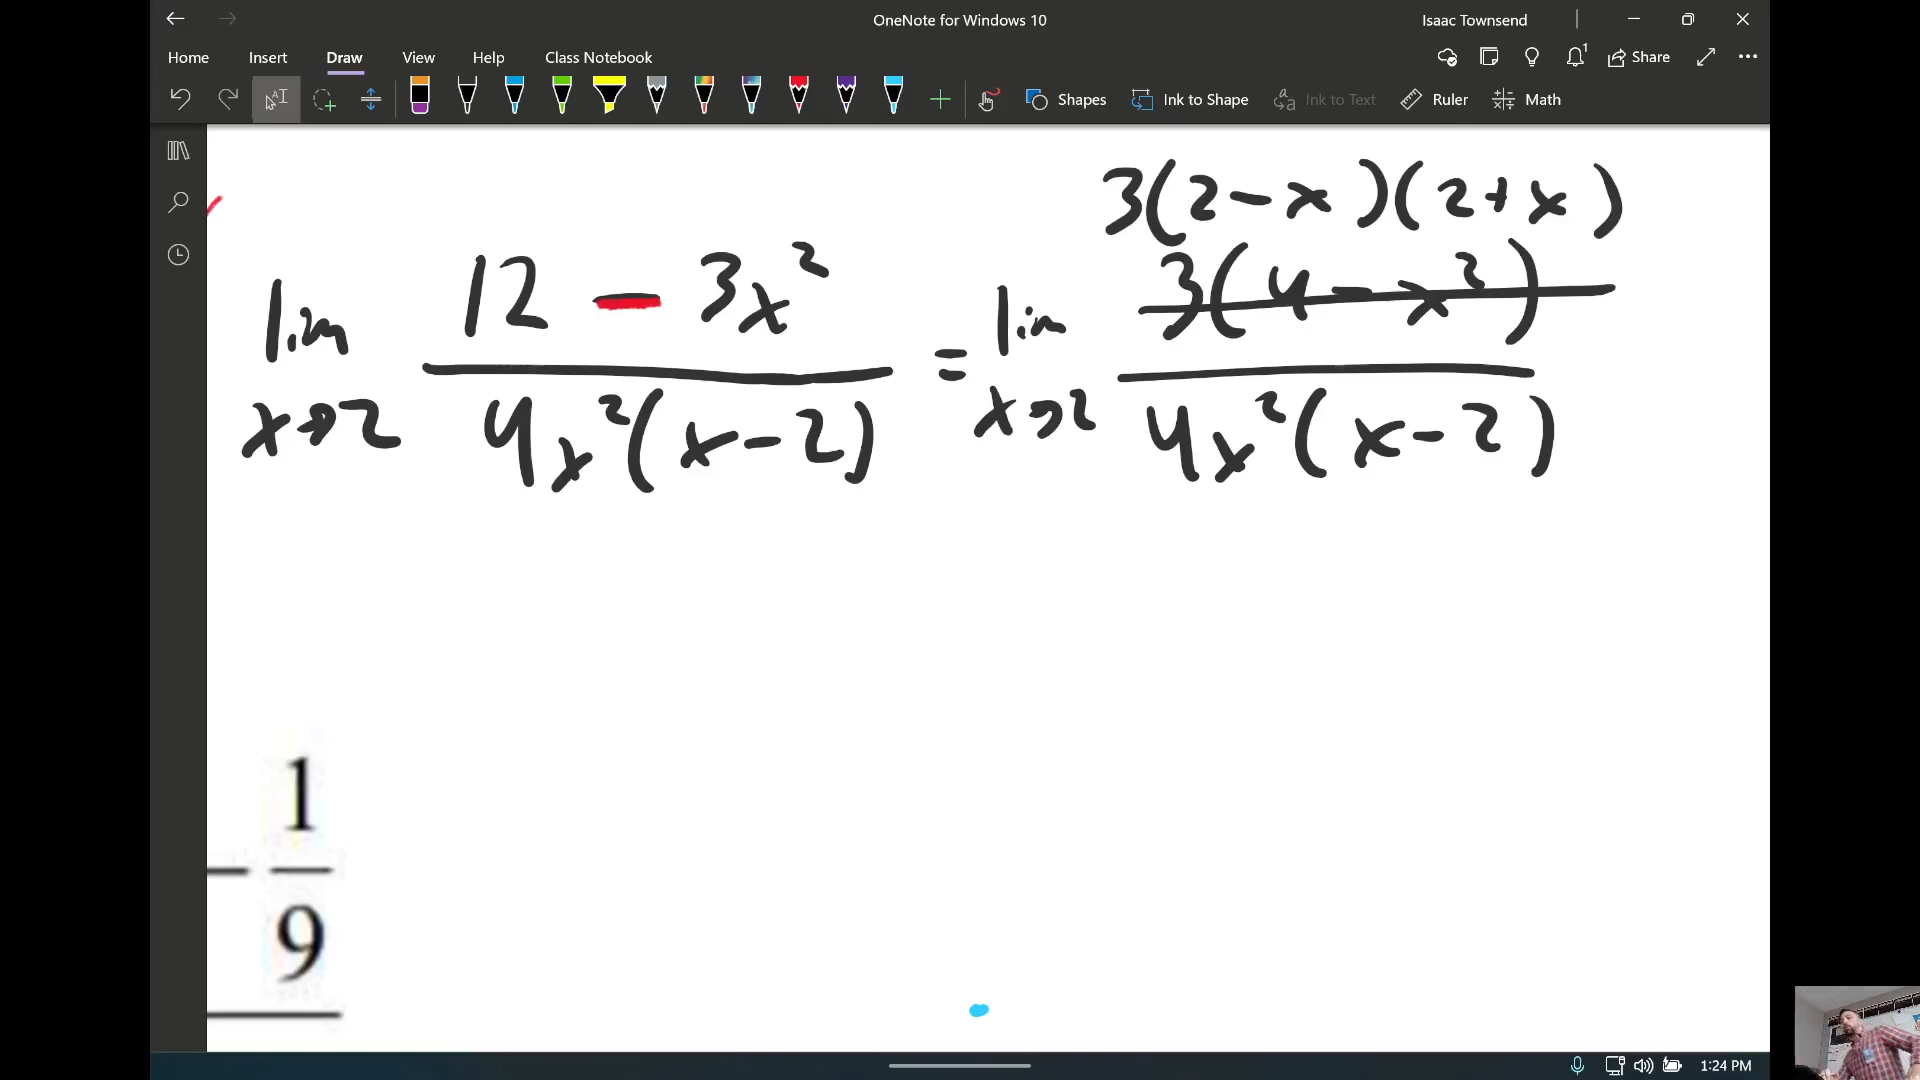 OneNote for Windows 10
Isaac Townsend
Home Insert Draw View Help Class Notebook
1
Share
Shapes Ink to Shape Ink to Text Ruler Math
3(2-x)(2+x)
lim x→2 12 - 3x² / 4x²(x-2) = lim x→2 3(4-x²) / 4x²(x-2)
- 1
9
1:24 PM